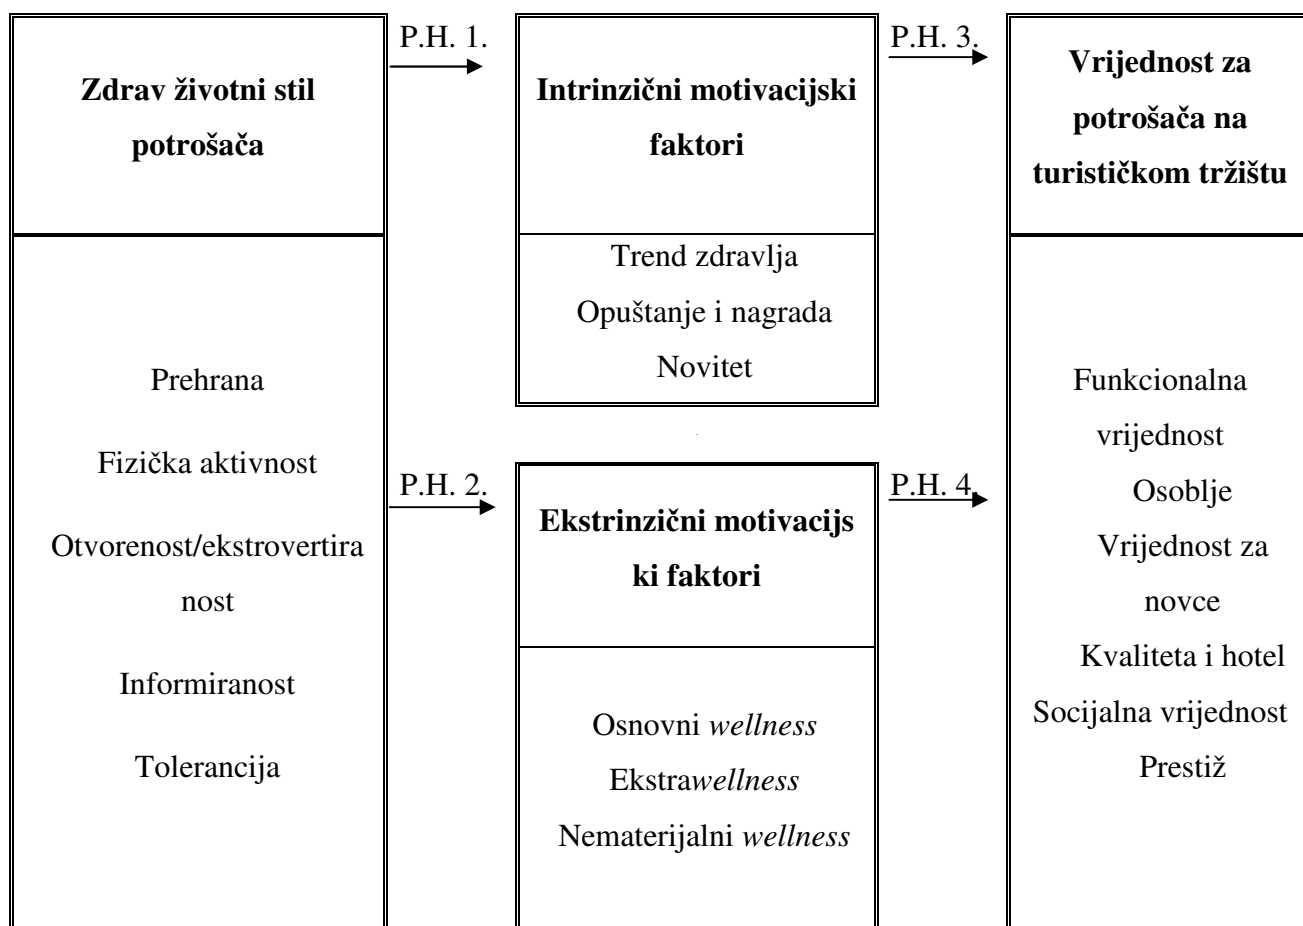 Zdrav životni stil
potrošača
Prehrana
Fizička aktivnost
Otvorenost/ekstrovertira
nost
Informiranost
Tolerancija
P.H. 1.
P.H. 2.
Intrinzični motivacijski
faktori
Trend zdravlja
Opuštanje i nagrada
Novitet
Ekstrinzični motivacijs
ki faktori
Osnovni wellness
Ekstrawellness
Nematerijalni wellness
P.H. 3.
P.H. 4.
Vrijednost za
potrošača na
turističkom tržištu
Funkcionalna
vrijednost
Osoblje
Vrijednost za
novce
Kvaliteta i hotel
Socijalna vrijednost
Prestiž